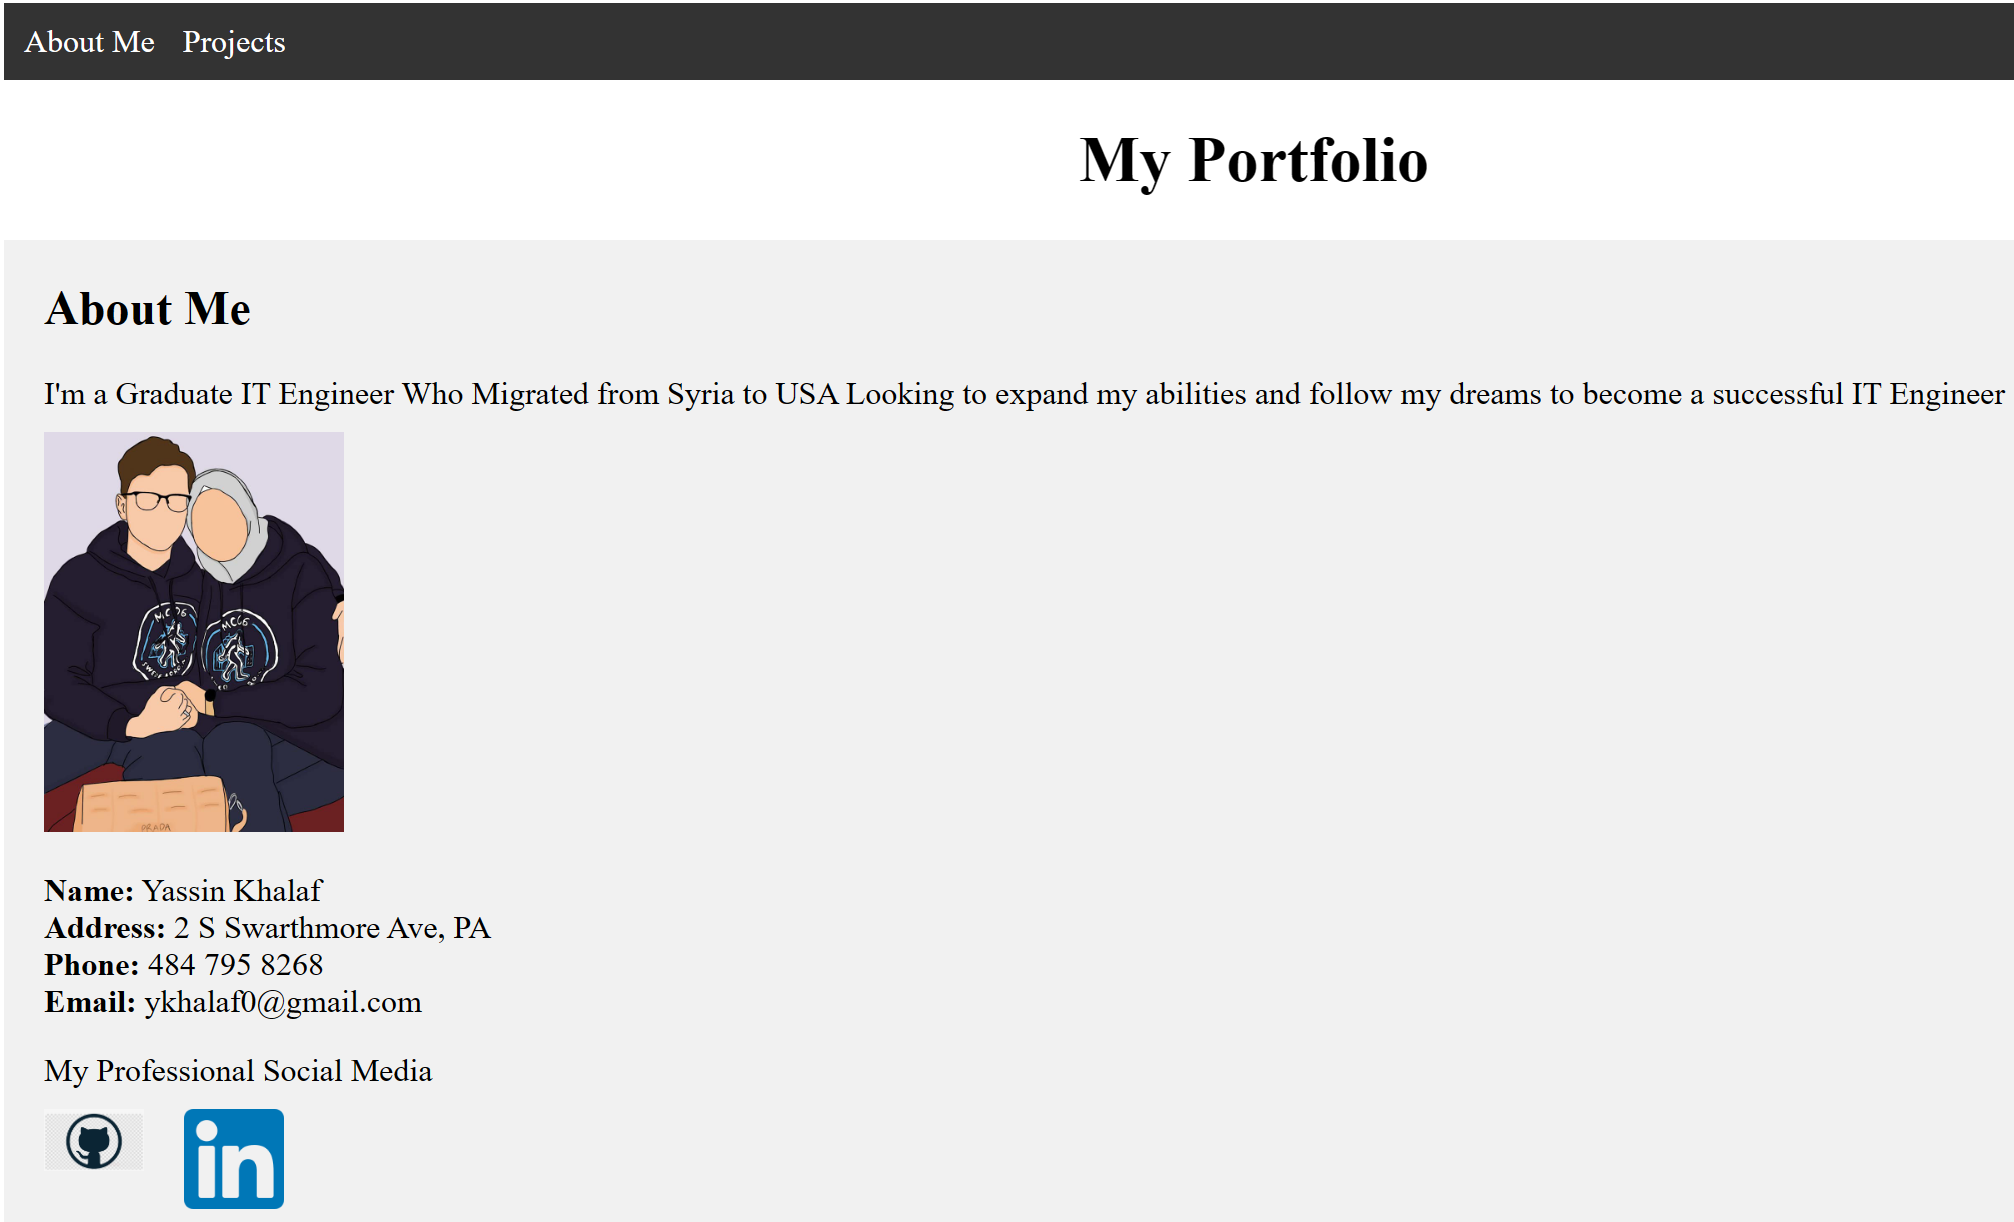 About Me Projects
My Portfolio
About Me
I'm a Graduate IT Engineer Who Migrated from Syria to USA Looking to expand my abilities and follow my dreams to become a successful IT Engineer
MC06
MC06
Name: Yassin Khalaf
Address: 2 S Swarthmore Ave, PA
Phone: 484 795 8268
Email: ykhalaf0@gmail.com
My Professional Social Media
in